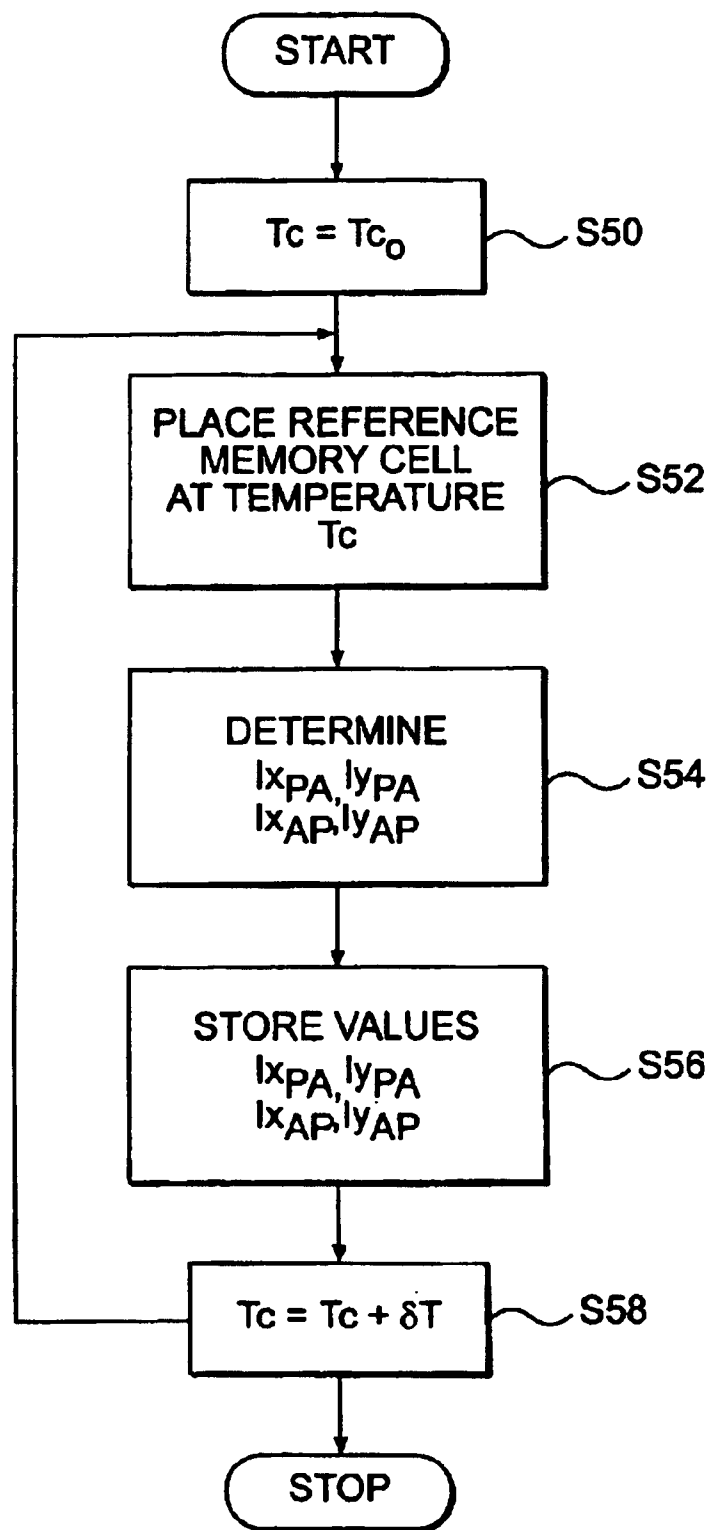 START
Tc = Tc₀
S50
PLACE REFERENCE
MEMORY CELL
AT TEMPERATURE
Tc
S52
DETERMINE
IxPA, IyPA
IxAP, IyAP
S54
STORE VALUES
IxPA, IyPA
IxAP, IyAP
S56
Tc = Tc + δT
S58
STOP